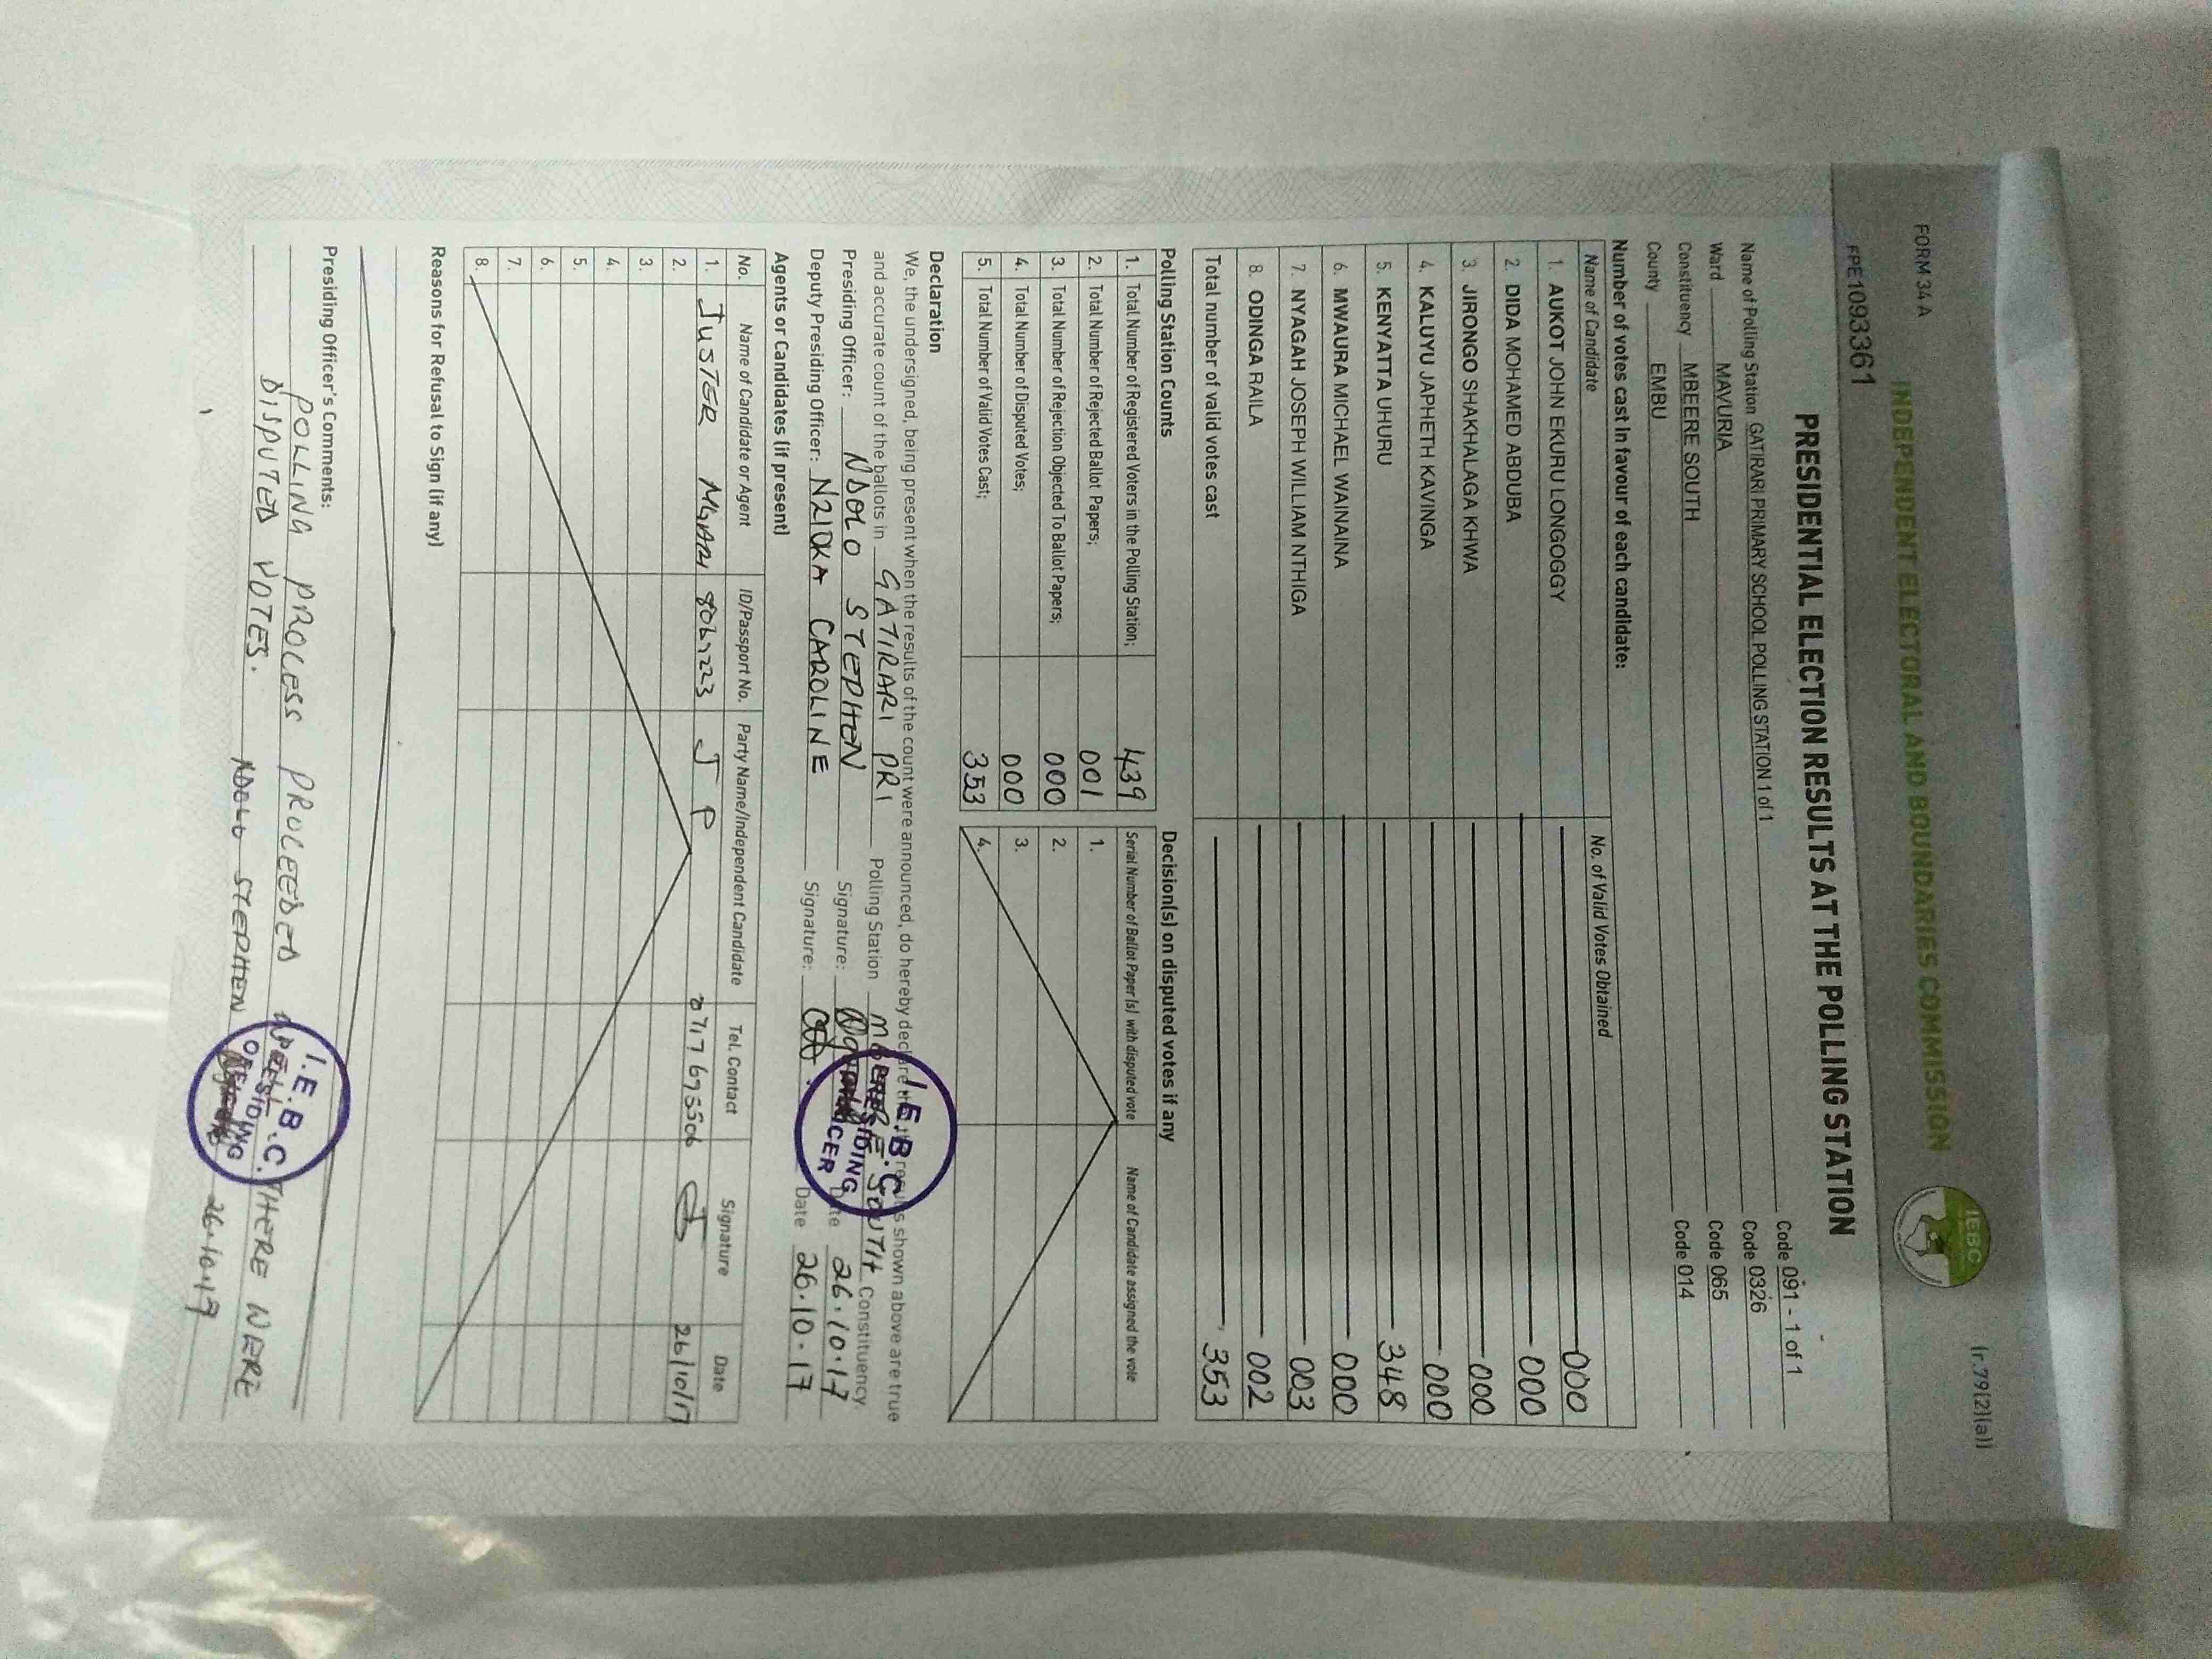 FORM 34 A
(r.79(2)(a))
INDEPENDENT ELECTORAL AND BOUNDARIES COMMISSION
IEBC
PE1093361
PRESIDENTIAL ELECTION RESULTS AT THE POLLING STATION
Name of Polling Station GATIRARI PRIMARY SCHOOL POLLING STATION 1 of 1 Code 091 - 1 of 1
Ward MAVURIA Code 0326
Constituency MBEERE SOUTH Code 065
County EMBU Code 014
Number of votes cast in favour of each candidate:
Name of Candidate No. of Valid Votes Obtained
1. AUKOT JOHN EKURU LONGOGGY 000
2. DIDA MOHAMED ABDUBA 000
3. JIRONGO SHAKHALAGA KHWA 000
4. KALUYU JAPHETH KAVINGA 000
5. KENYATTA UHURU 348
6. MWAURA MICHAEL WAINAINA 000
7. NYAGAH JOSEPH WILLIAM NTHIGA 003
8. ODINGA RAILA 002
Total number of valid votes cast 353
Polling Station Counts Decision(s) on disputed votes if any
1. Total Number of Registered Voters in the Polling Station; 439 Serial Number of Ballot Paper (s) with disputed vote Name of Candidate assigned the vote
2. Total Number of Rejected Ballot Papers; 001 1.
3. Total Number of Rejection Objected To Ballot Papers; 000 2.
4. Total Number of Disputed Votes; 000 3.
5. Total Number of Valid Votes Cast; 353 4.
Declaration
We, the undersigned, being present when the results of the count were announced, do hereby declare that the results shown above are true
and accurate count of the ballots in GATIRARI PRI Polling Station MBEERE SOUTH Constituency
Presiding Officer: NDOLO STEPHEN Signature: Date 26.10.17
Deputy Presiding Officer: NZIOKA CAROLINE Signature: Date 26.10.17
I.E.B.C
PRESIDING
OFFICER
Agents or Candidates (if present)
No. Name of Candidate or Agent ID/Passport No. Party Name/Independent Candidate Tel. Contact Signature Date
1. JUSTER J P 26/10/17
2.
3.
4.
5.
6.
7.
8.
Reasons for Refusal to Sign (if any)
Presiding Officer's Comments:
POLLING PROCESS PROCEEDED THERE WERE
DISPUTED VOTES. NDOLO STEPHEN 26.10.17
I.E.B.C.
PRESIDING